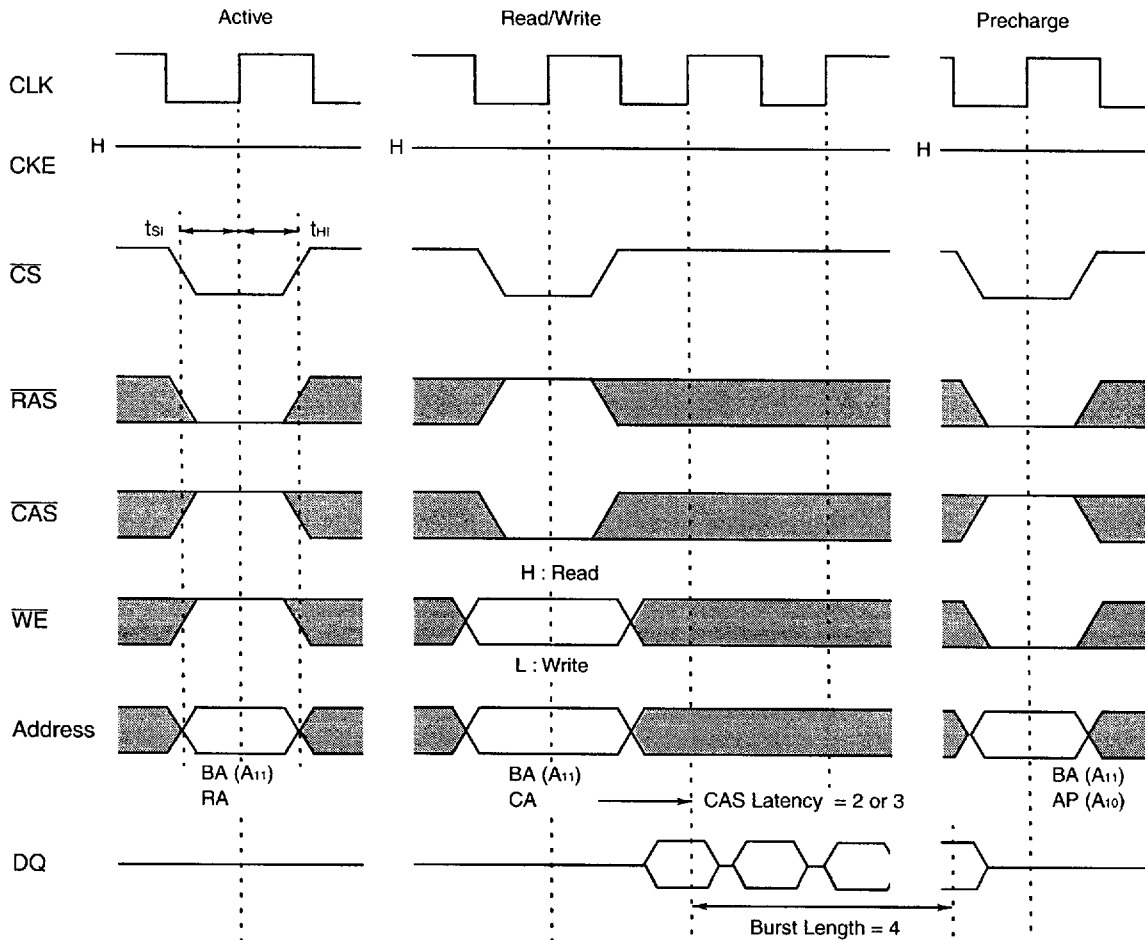 Active Read/Write Precharge
CLK
H H H
CKE
tSI tHI
CS
RAS
CAS
H : Read
WE
L : Write
Address
BA (A11) BA (A11) BA (A11)
RA CA CAS Latency = 2 or 3 AP (A10)
DQ
Burst Length = 4